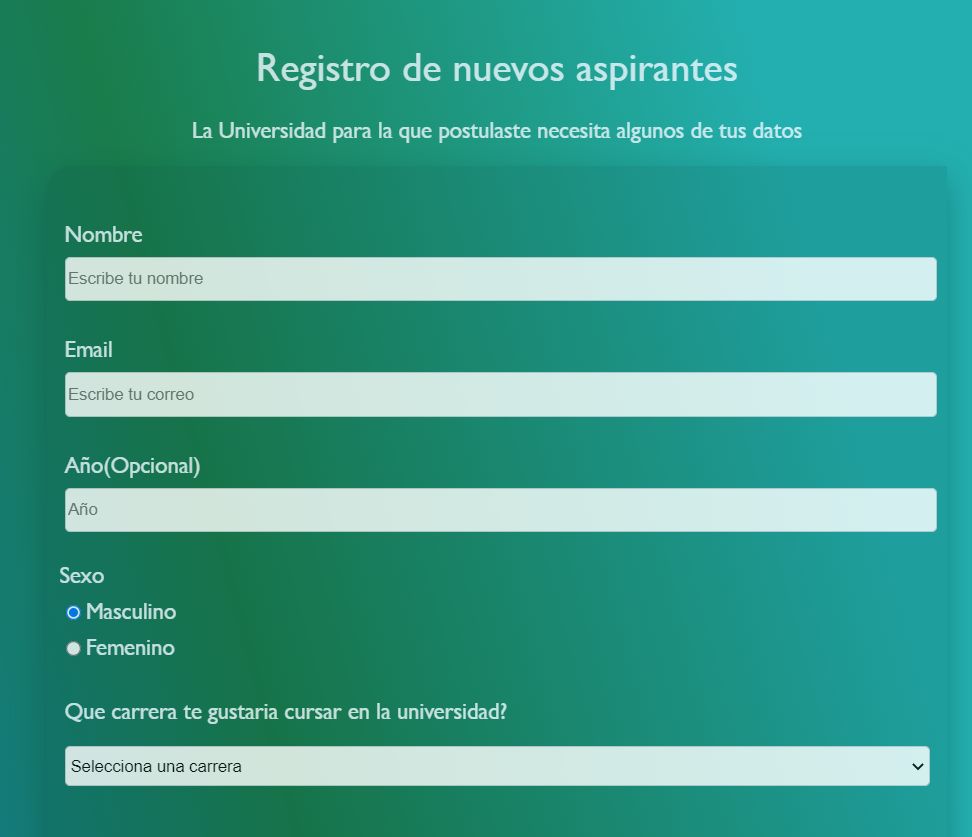 Registro de nuevos aspirantes
La Universidad para la que postulaste necesita algunos de tus datos
Nombre
Escribe tu nombre
Email
Escribe tu correo
Año(Opcional)
Año
Sexo
Masculino
Femenino
Que carrera te gustaria cursar en la universidad?
Selecciona una carrera